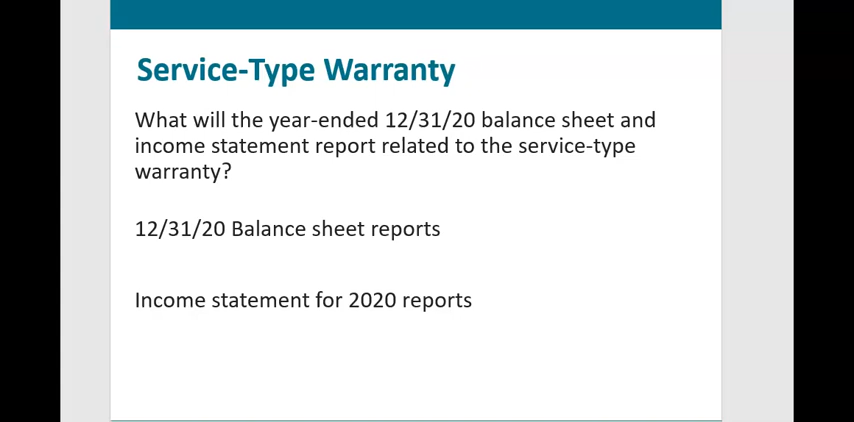 Service-Type Warranty
What will the year-ended 12/31/20 balance sheet and
income statement report related to the service-type
warranty?
12/31/20 Balance sheet reports
Income statement for 2020 reports